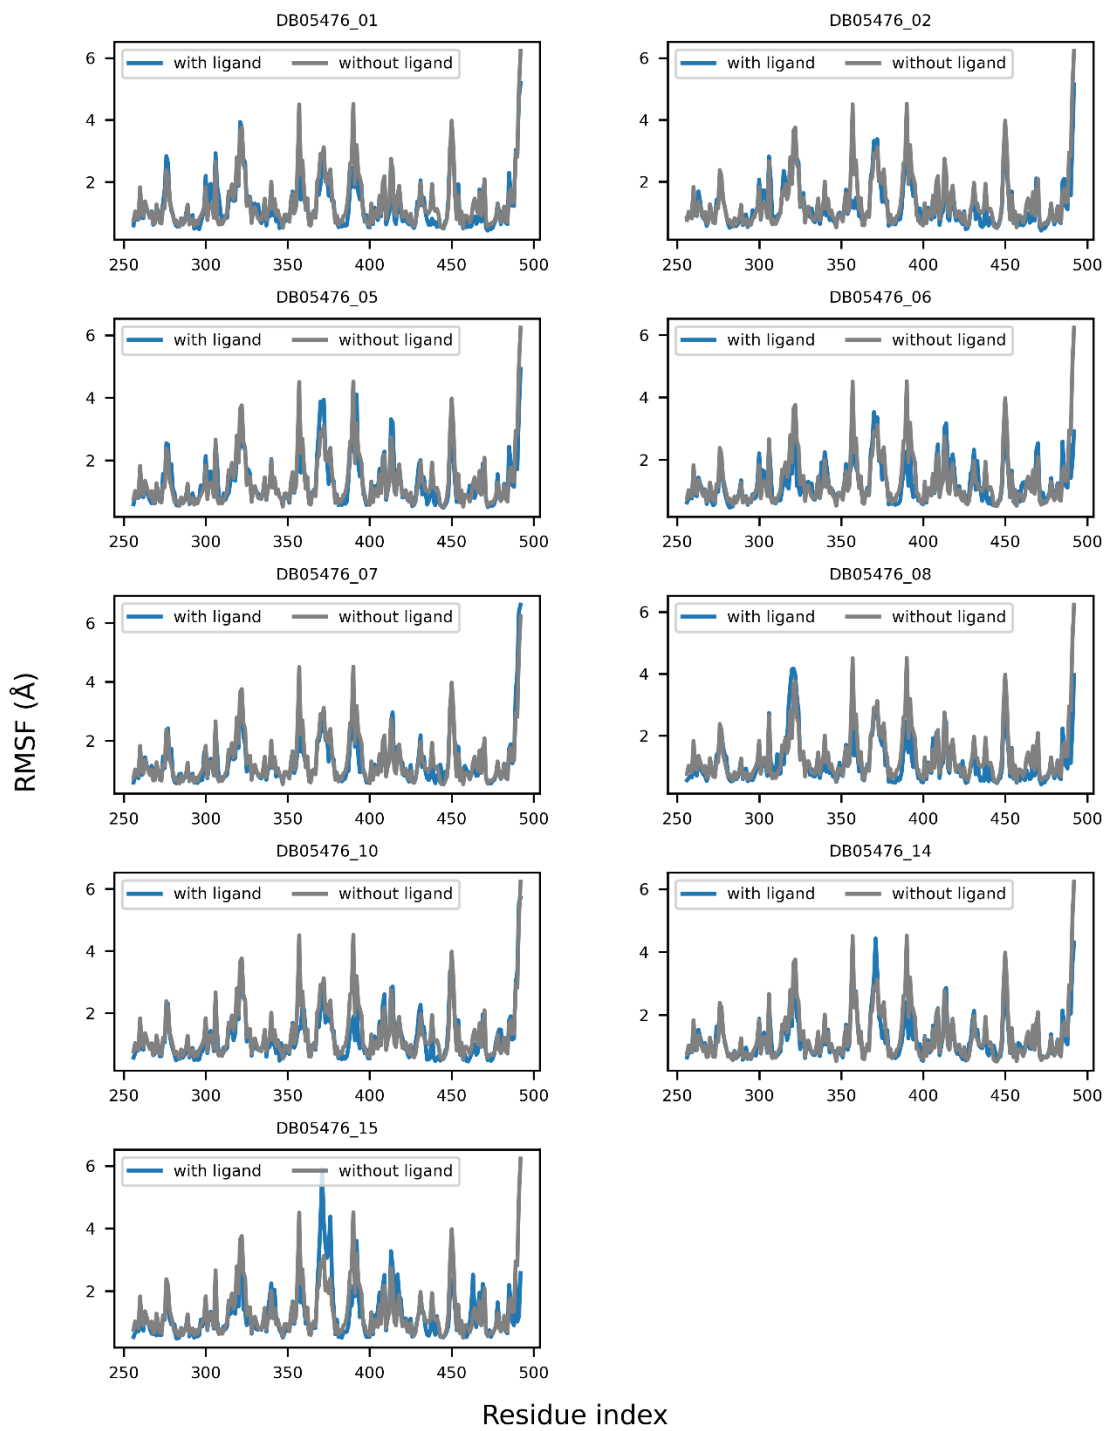 DB05476_01
with ligand without ligand
6
4
2
250 300 350 400 450 500
DB05476_02
with ligand without ligand
6
4
2
250 300 350 400 450 500
DB05476_05
with ligand without ligand
6
4
2
250 300 350 400 450 500
DB05476_06
with ligand without ligand
6
4
2
250 300 350 400 450 500
DB05476_07
with ligand without ligand
6
4
2
250 300 350 400 450 500
DB05476_08
with ligand without ligand
6
4
2
250 300 350 400 450 500
DB05476_10
with ligand without ligand
6
4
2
250 300 350 400 450 500
DB05476_14
with ligand without ligand
6
4
2
250 300 350 400 450 500
DB05476_15
with ligand without ligand
6
4
2
250 300 350 400 450 500
RMSF (Å)
Residue index